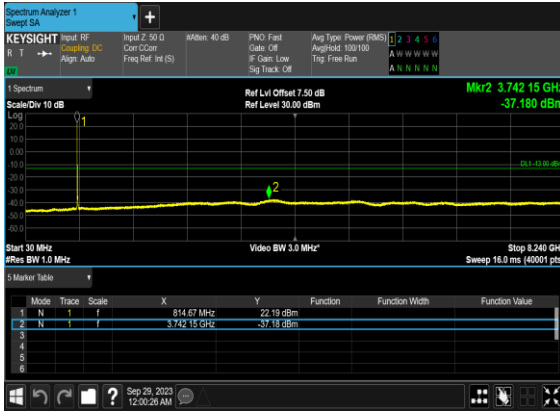 Spectrum Analyzer 1
Swept SA
+
KEYSIGHT Input: RF Input Z: 50 Ω #Atten: 40 dB PNO: Fast Avg Type: Power (RMS) 1 2 3 4 5 6
R T Coupling: DC Corr CCorr Gate: Off Avg|Hold: 100/100 A W W W W W
Align: Auto Freq Ref: Int (S) IF Gain: Low Trig: Free Run
Sig Track: Off A N N N N N
1 Spectrum
Ref Lvl Offset 7.50 dB Mkr2 3.742 15 GHz
Scale/Div 10 dB Ref Level 30.00 dBm -37.180 dBm
Log
1
20.0
10.0
0.00
-10.0
DL1 -13.00 dBm
-20.0
-30.0
2
-40.0
-50.0
-60.0
Start 30 MHz Video BW 3.0 MHz* Stop 8.240 GHz
#Res BW 1.0 MHz Sweep 16.0 ms (40001 pts)
5 Marker Table
Mode Trace Scale X Y Function Function Width Function Value
1 N 1 f 814.67 MHz 22.19 dBm
2 N 1 f 3.742 15 GHz -37.18 dBm
3
4
5
6
? Sep 29, 2023
12:00:26 AM